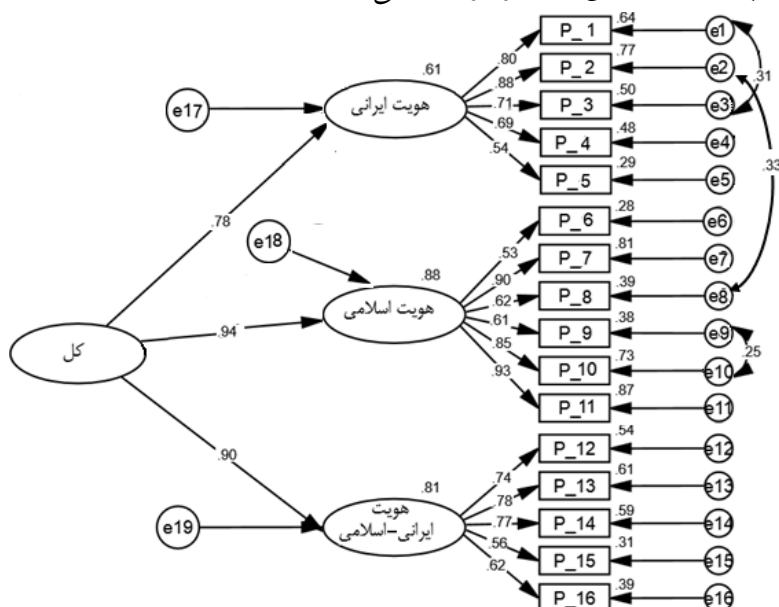 P_1
.64
e1
.80
P_2
.77
e2
.88
.31
.61
هویت ایرانی
e17
.71
P_3
.50
e3
.69
P_4
.48
e4
.54
P_5
.29
e5
.33
.78
e18
.53
P_6
.28
e6
.90
P_7
.81
e7
.88
هویت اسلامی
.62
P_8
.39
e8
.61
P_9
.38
e9
.94
.85
P_10
.73
e10
.25
کل
.93
P_11
.87
e11
.90
.74
P_12
.54
e12
.78
P_13
.61
e13
.81
هویت
ایرانی-اسلامی
e19
.77
P_14
.59
e14
.56
P_15
.31
e15
.62
P_16
.39
e16